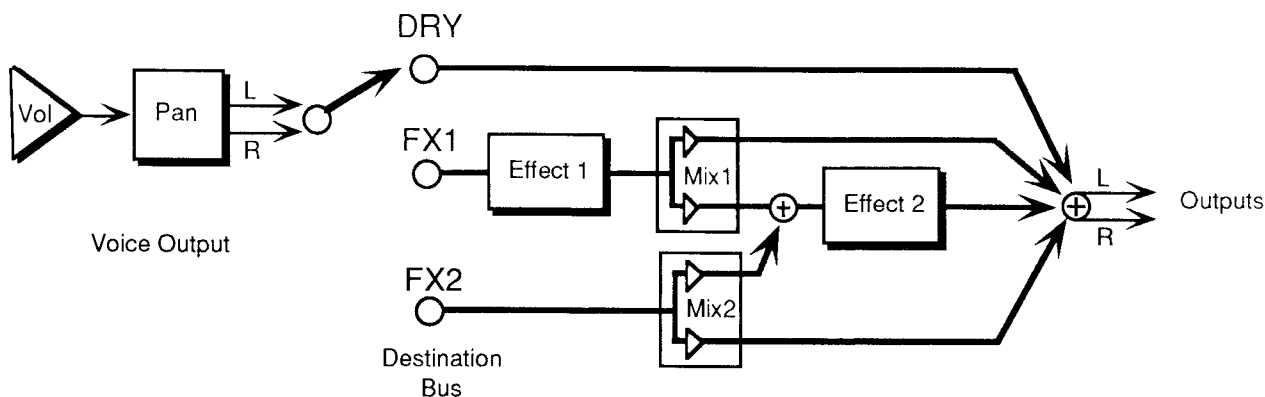 DRY
Vol
Pan
L
R
FX1
Effect 1
Mix1
Effect 2
L
R
Outputs
Voice Output
FX2
Mix2
Destination
Bus